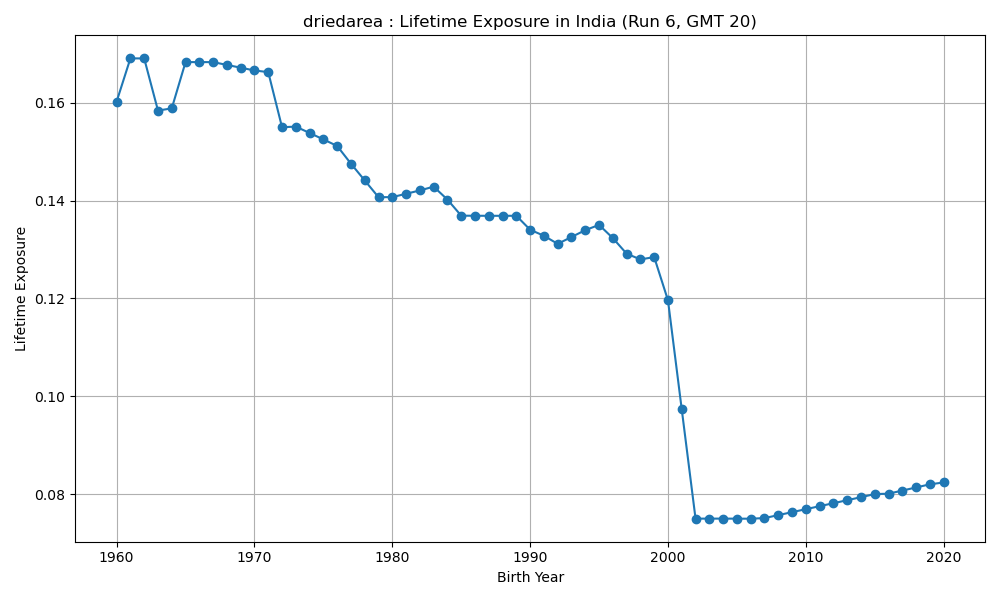 driedarea : Lifetime Exposure in India (Run 6, GMT 20)
Lifetime Exposure
0.16
0.14
0.12
0.10
0.08
1960 1970 1980 1990 2000 2010 2020
Birth Year